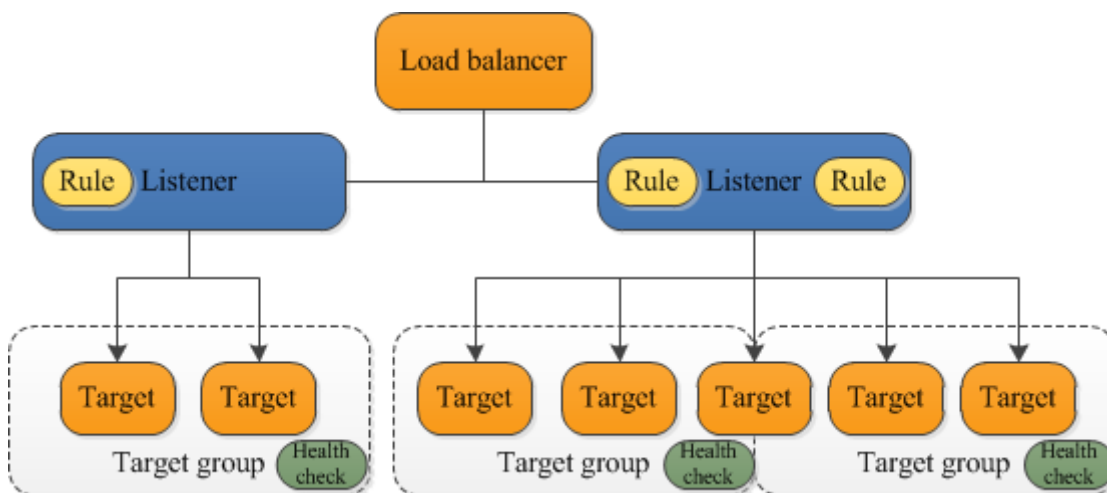 Load balancer
Rule Listener
Rule Listener Rule
Target Target
Target Target Target Target Target
Target group Health check
Target group Health check
Target group Health check